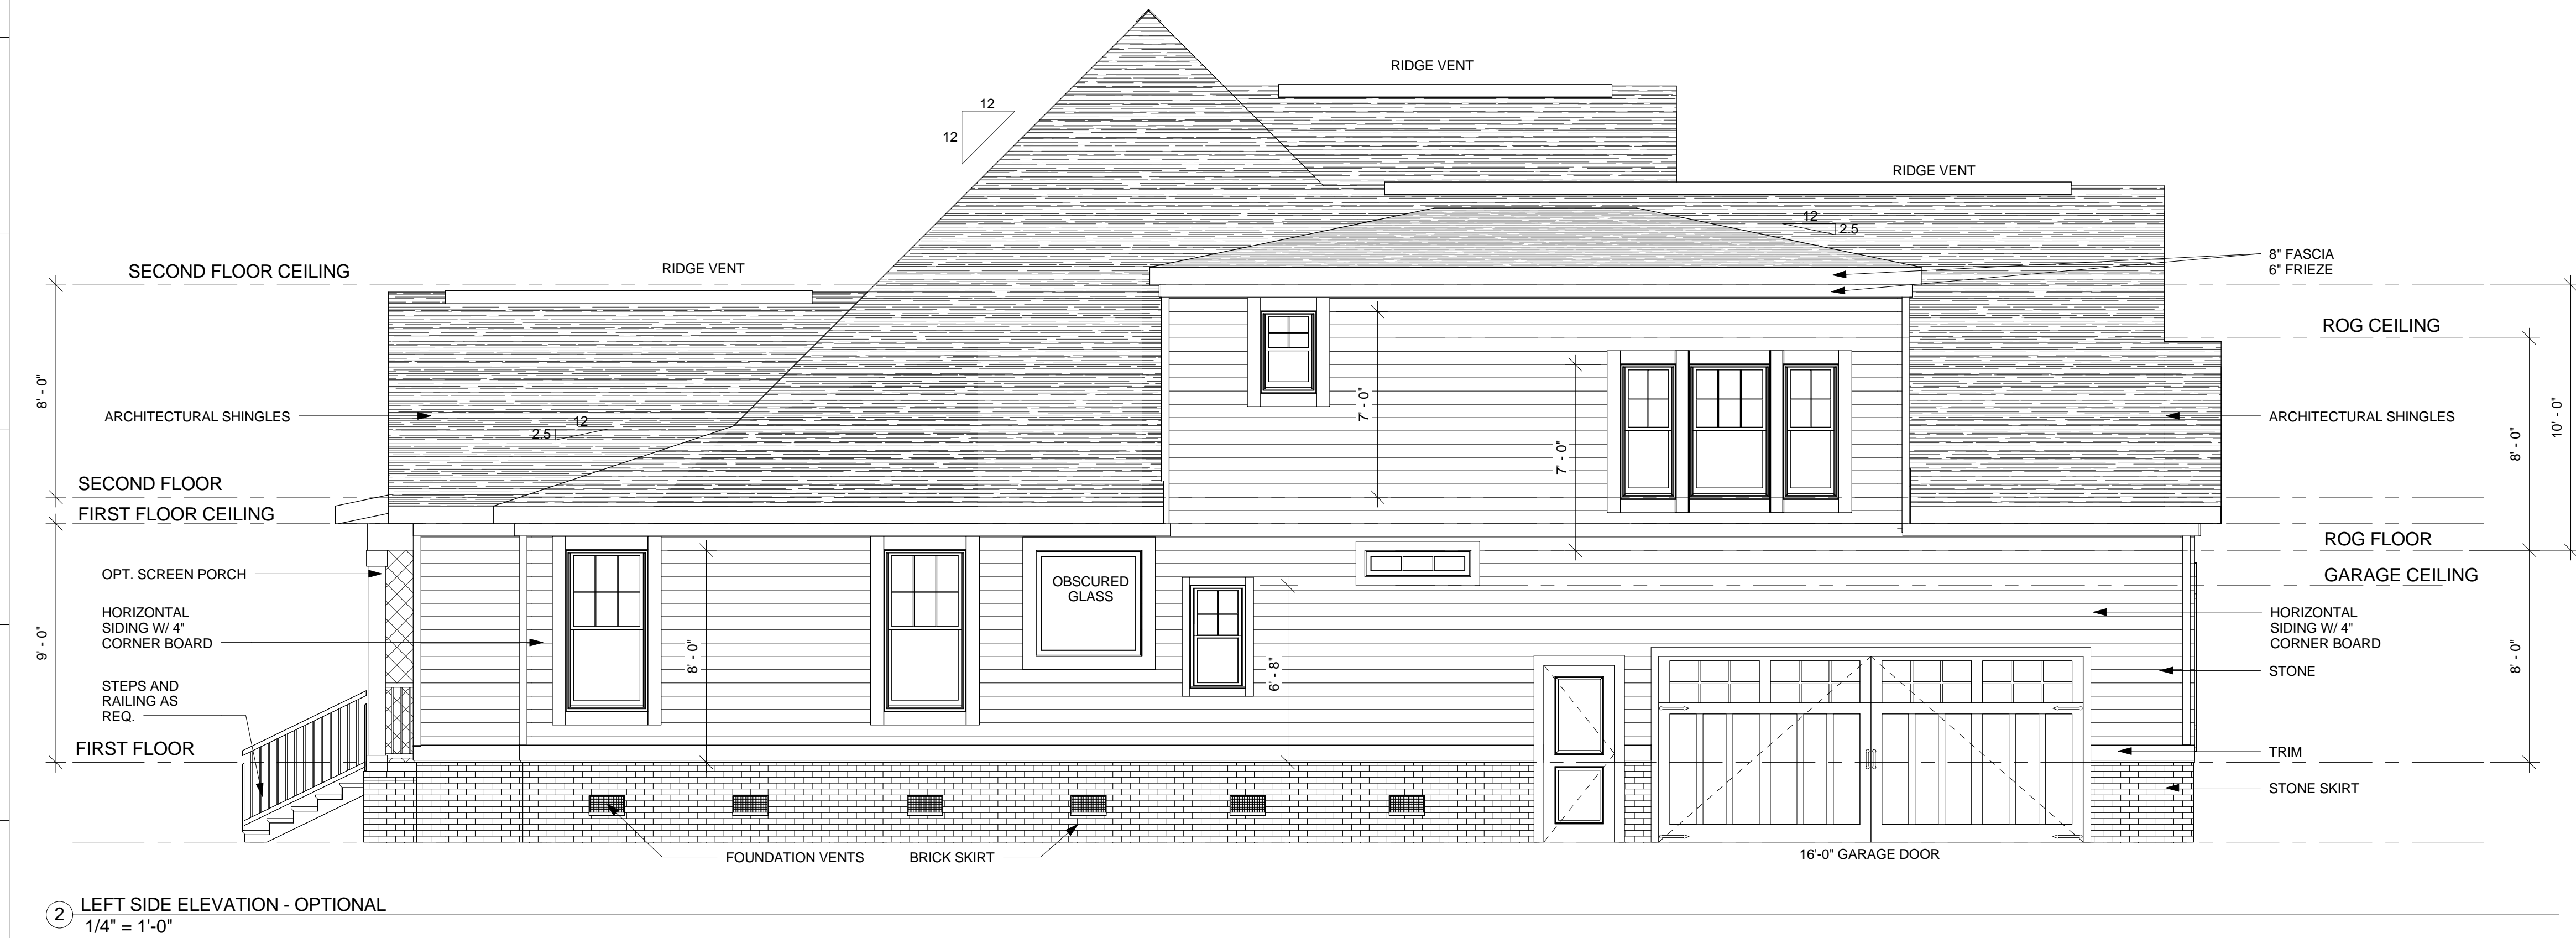 RIDGE VENT
12
12
RIDGE VENT
12
2.5
8" FASCIA
6" FRIEZE
SECOND FLOOR CEILING
RIDGE VENT
ROG CEILING
8' - 0"
7' - 0"
10' - 0"
ARCHITECTURAL SHINGLES
12
2.5
7' - 0"
8' - 0"
ARCHITECTURAL SHINGLES
SECOND FLOOR
FIRST FLOOR CEILING
ROG FLOOR
OPT. SCREEN PORCH
OBSCURED
GLASS
GARAGE CEILING
HORIZONTAL
SIDING W/ 4"
CORNER BOARD
HORIZONTAL
SIDING W/ 4"
CORNER BOARD
9' - 0"
8' - 0"
6' - 8"
8' - 0"
STONE
STEPS AND
RAILING AS
REQ.
FIRST FLOOR
TRIM
STONE SKIRT
FOUNDATION VENTS
BRICK SKIRT
16'-0" GARAGE DOOR
2
LEFT SIDE ELEVATION - OPTIONAL
1/4" = 1'-0"